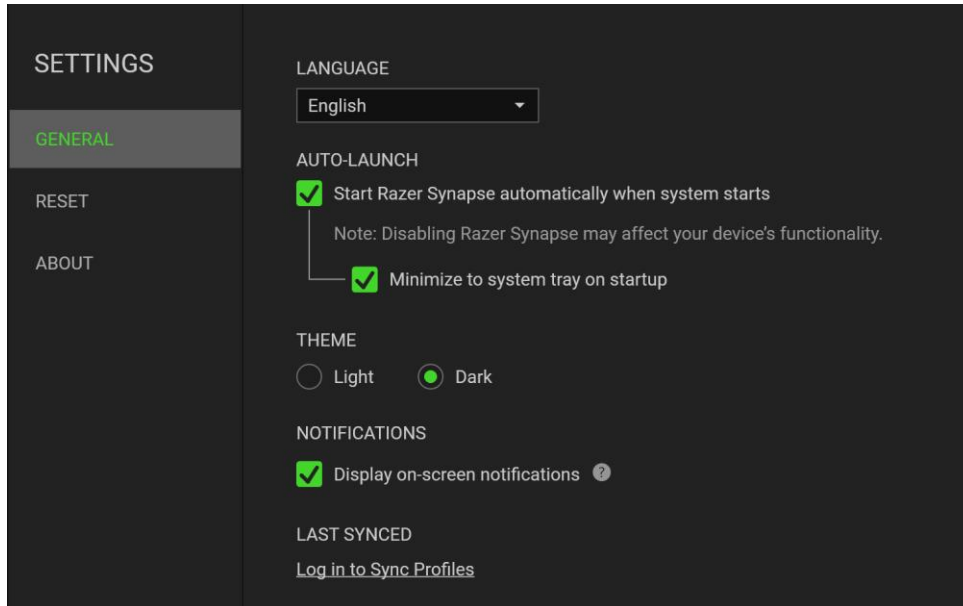 SETTINGS
GENERAL
RESET
ABOUT
LANGUAGE
English
AUTO-LAUNCH
Start Razer Synapse automatically when system starts
Note: Disabling Razer Synapse may affect your device’s functionality.
Minimize to system tray on startup
THEME
Light Dark
NOTIFICATIONS
Display on-screen notifications ?
LAST SYNCED
Log in to Sync Profiles